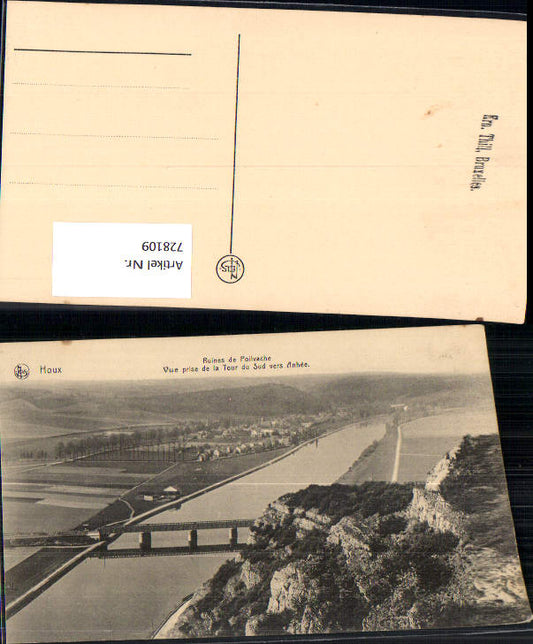 Ern. Thill, Bruxelles.
Artikel Nr.
728109
NELS
Houx
Ruines de Poilvache
Vue prise de la Tour du Sud vers Anhée.